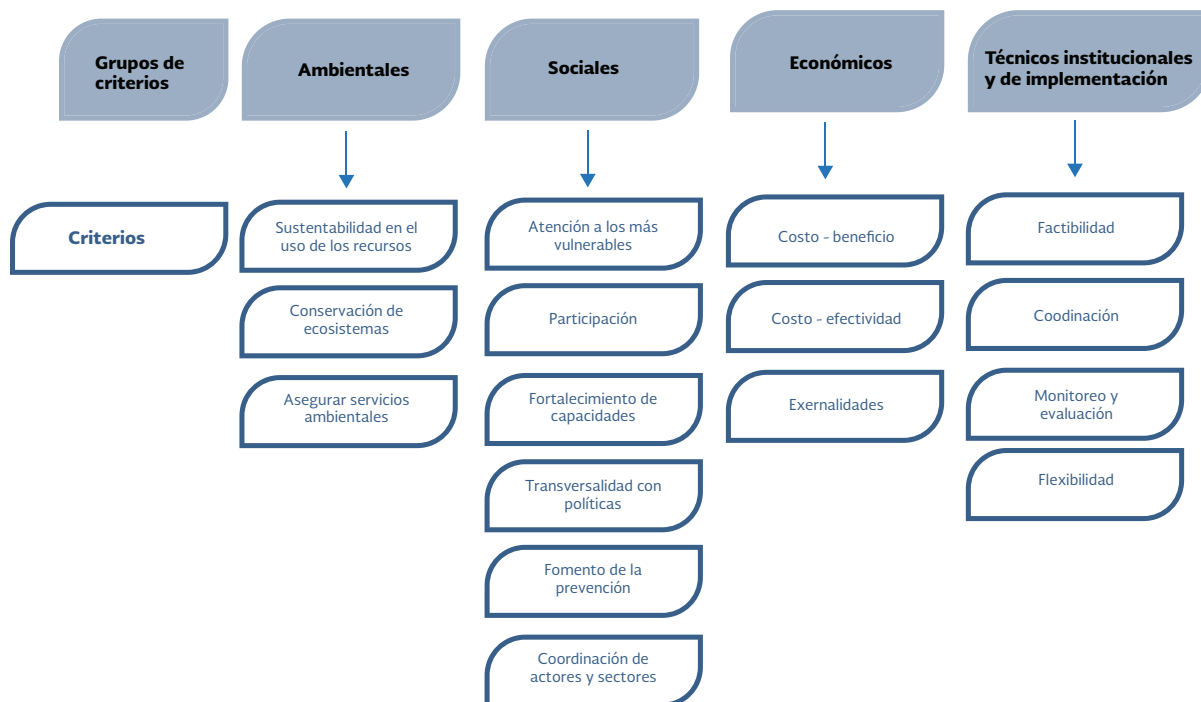 Grupos de
criterios
Ambientales
Sociales
Económicos
Técnicos institucionales
y de implementación
Criterios
Sustentabilidad en el
uso de los recursos
Conservación de
ecosistemas
Asegurar servicios
ambientales
Atención a los más
vulnerables
Participación
Fortalecimiento de
capacidades
Transversalidad con
políticas
Fomento de la
prevención
Coordinación de
actores y sectores
Costo - beneficio
Costo - efectividad
Exernalidades
Factibilidad
Coodinación
Monitoreo y
evaluación
Flexibilidad